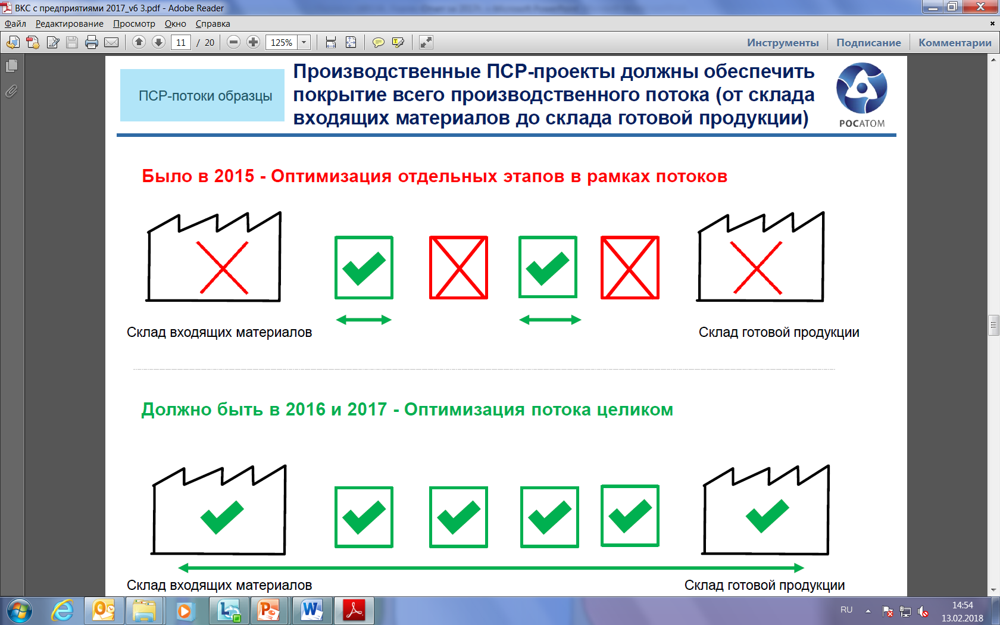 ВКС с предприятиями 2017_v6 3.pdf - Adobe Reader
Файл Редактирование Просмотр Окно Справка
11 / 20 125% Инструменты Подписание Комментарии
ПСР-потоки образцы
Производственные ПСР-проекты должны обеспечить
покрытие всего производственного потока (от склада
входящих материалов до склада готовой продукции)
РОСАТОМ
Было в 2015 - Оптимизация отдельных этапов в рамках потоков
Склад входящих материалов
Склад готовой продукции
Должно быть в 2016 и 2017 - Оптимизация потока целиком
Склад входящих материалов
Склад готовой продукции
RU
14:54
13.02.2018